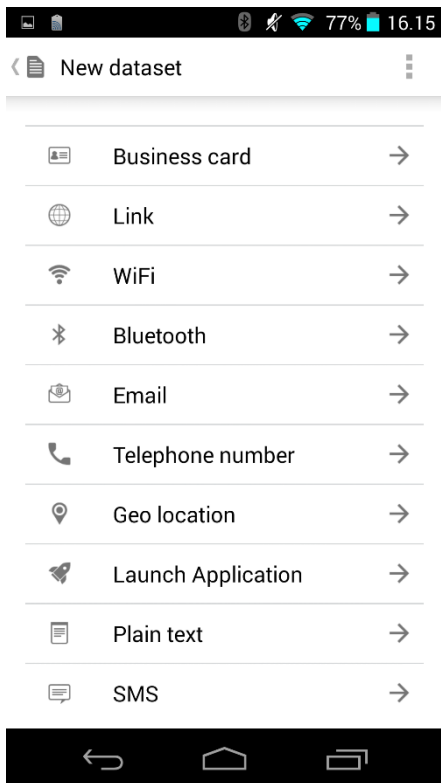 77% 16.15
New dataset
Business card
Link
WiFi
Bluetooth
Email
Telephone number
Geo location
Launch Application
Plain text
SMS